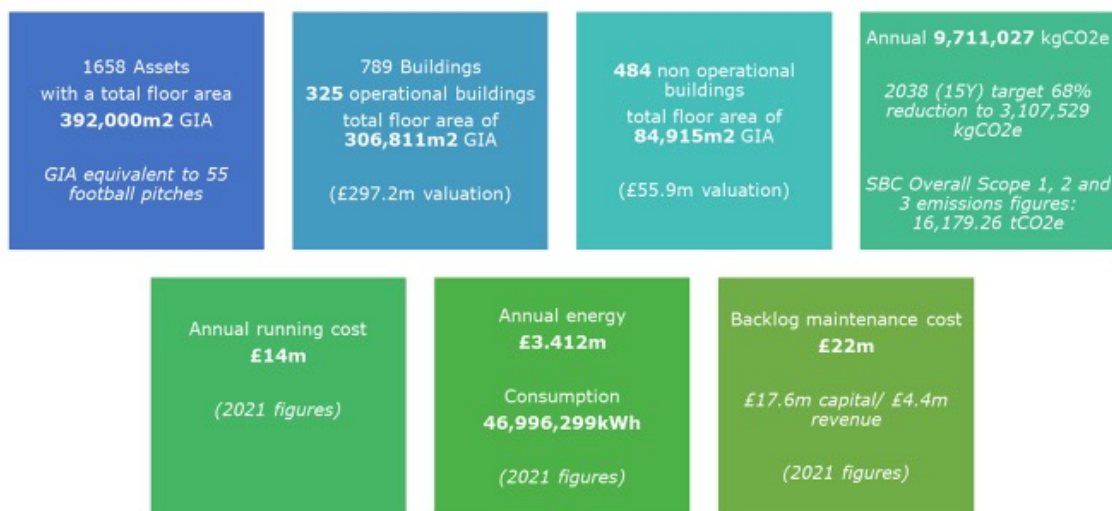 1658 Assets
with a total floor area
392,000m2 GIA
GIA equivalent to 55
football pitches
789 Buildings
325 operational buildings
total floor area of
306,811m2 GIA
(£297.2m valuation)
484 non operational
buildings
total floor area of
84,915m2 GIA
(£55.9m valuation)
Annual 9,711,027 kgCO2e
2038 (15Y) target 68%
reduction to 3,107,529
kgCO2e
SBC Overall Scope 1, 2 and
3 emissions figures:
16,179.26 tCO2e
Annual running cost
£14m
(2021 figures)
Annual energy
£3.412m
Consumption
46,996,299kWh
(2021 figures)
Backlog maintenance cost
£22m
£17.6m capital/ £4.4m
revenue
(2021 figures)